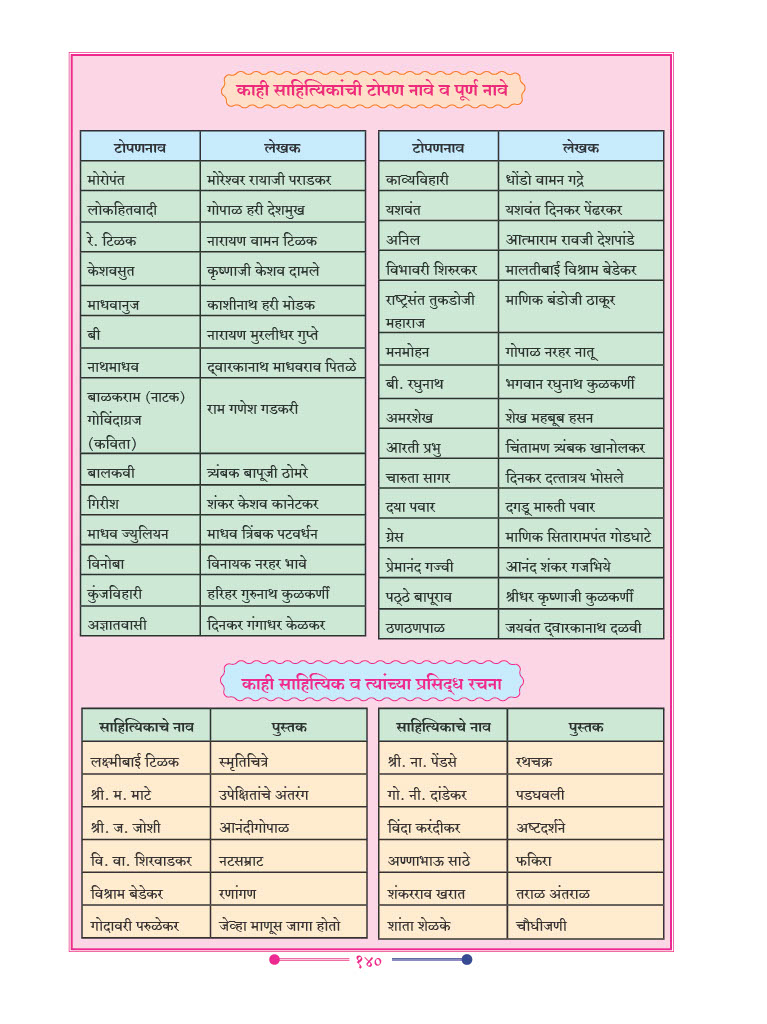 काही साहित्यिकांची टोपण नावे व पूर्ण नावे
टोपणनाव लेखक
मोरोपंत मोरेश्वर रायाजी पराडकर
लोकहितवादी गोपाळ हरी देशमुख
रे. टिळक नारायण वामन टिळक
केशवसुत कृष्णाजी केशव दामले
माधवानुज काशीनाथ हरी मोडक
बी नारायण मुरलीधर गुप्ते
नाथमाधव द्‌वारकानाथ माधवराव पितळे
बाळकराम (नाटक)
गोविंदाग्रज राम गणेश गडकरी
(कविता)
बालकवी त्र्यंबक बापूजी ठोमरे
गिरीश शंकर केशव कानेटकर
माधव ज्युलियन माधव त्रिंबक पटवर्धन
विनोबा विनायक नरहर भावे
कुंजविहारी हरिहर गुरुनाथ कुळकर्णी
अज्ञातवासी दिनकर गंगाधर केळकर
टोपणनाव लेखक
काव्यविहारी धोंडो वामन गद्रे
यशवंत यशवंत दिनकर पेंढरकर
अनिल आत्माराम रावजी देशपांडे
विभावरी शिरुरकर मालतीबाई विश्राम बेडेकर
राष्ट्रसंत तुकडोजी माणिक बंडोजी ठाकूर
महाराज
मनमोहन गोपाळ नरहर नातू
बी. रघुनाथ भगवान रघुनाथ कुळकर्णी
अमरशेख शेख महबूब हसन
आरती प्रभु चिंतामण त्र्यंबक खानोलकर
चारुता सागर दिनकर दत्तात्रय भोसले
दया पवार दगडू मारुती पवार
ग्रेस माणिक सितारामपंत गोडघाटे
प्रेमानंद गज्वी आनंद शंकर गजभिये
पठ्ठे बापूराव श्रीधर कृष्णाजी कुळकर्णी
ठणठणपाळ जयवंत द्‌वारकानाथ दळवी
काही साहित्यिक व त्यांच्या प्रसिद्‌ध रचना
साहित्यिकाचे नाव पुस्तक
लक्ष्मीबाई टिळक स्मृतिचित्रे
श्री. म. माटे उपेक्षितांचे अंतरंग
श्री. ज. जोशी आनंदीगोपाळ
वि. वा. शिरवाडकर नटसम्राट
विश्राम बेडेकर रणांगण
गोदावरी परुळेकर जेव्हा माणूस जागा होतो
साहित्यिकाचे नाव पुस्तक
श्री. ना. पेंडसे रथचक्र
गो. नी. दांडेकर पडघवली
विंदा करंदीकर अष्टदर्शने
अण्णाभाऊ साठे फकिरा
शंकरराव खरात तराळ अंतराळ
शांता शेळके चौघीजणी
१४०